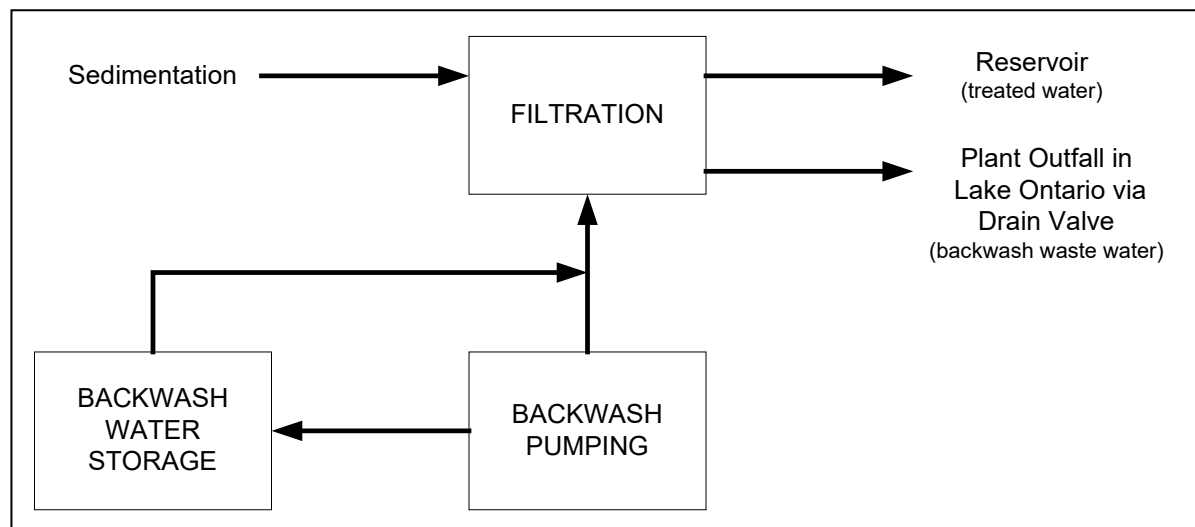 Sedimentation
FILTRATION
Reservoir
(treated water)
Plant Outfall in
Lake Ontario via
Drain Valve
(backwash waste water)
BACKWASH
WATER
STORAGE
BACKWASH
PUMPING